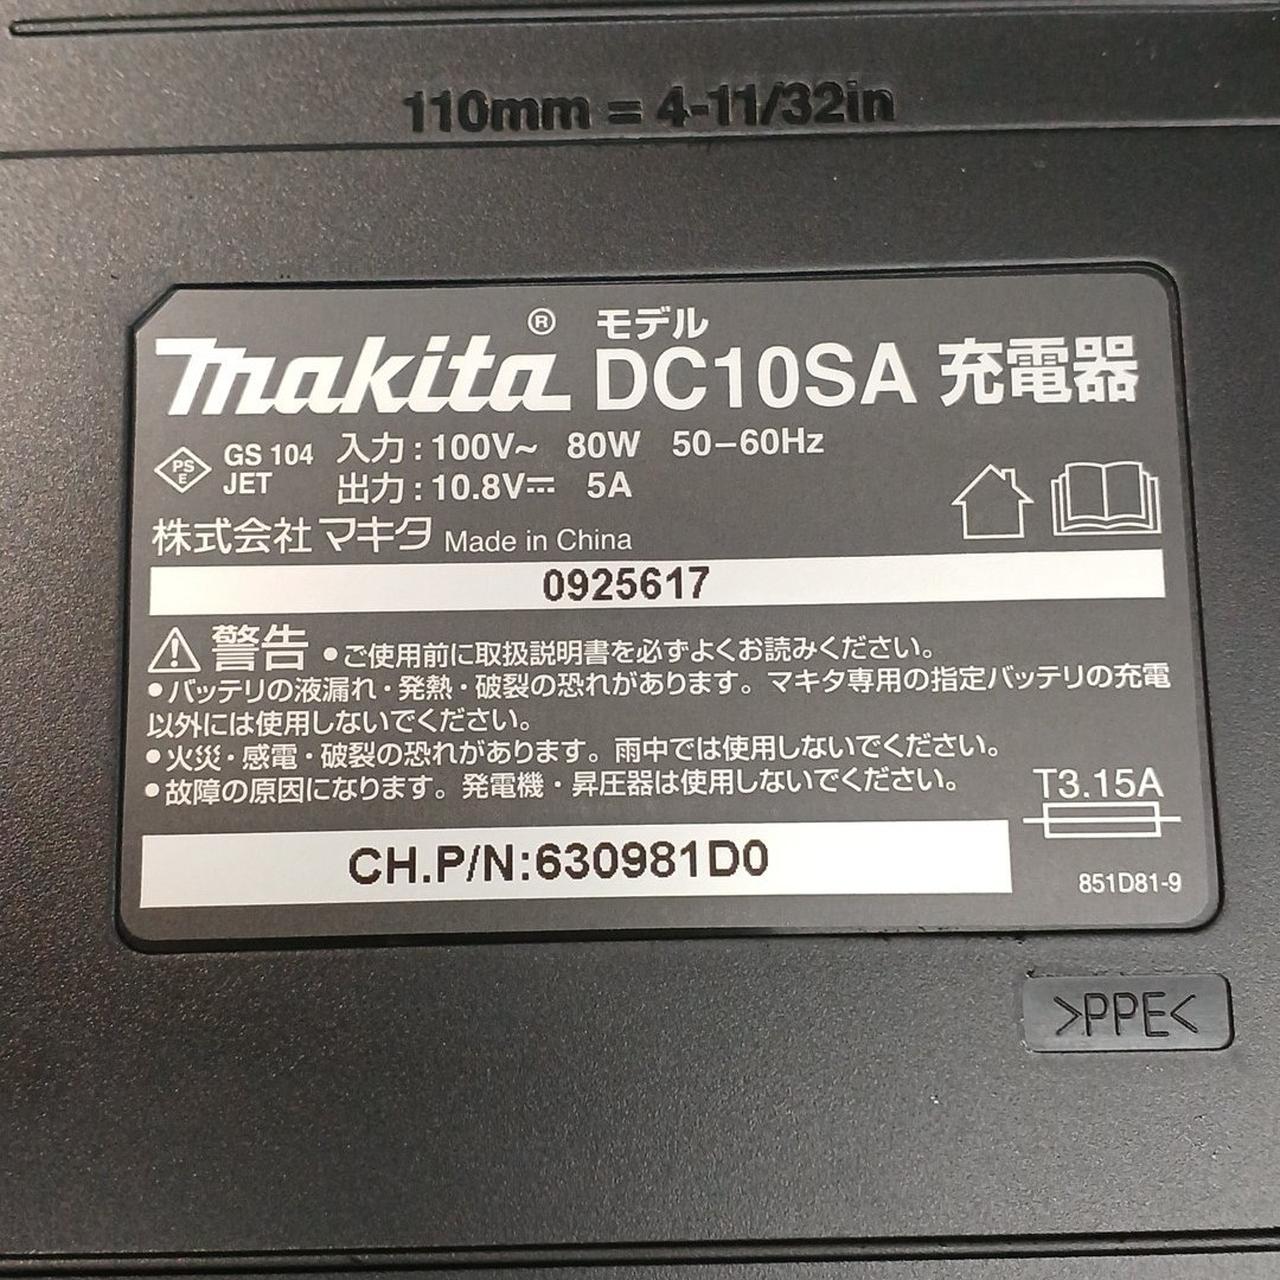 110mm = 4-11/32in
makita® モデル DC10SA 充電器
PSE GS 104 JET
入力:100V~ 80W 50-60Hz
出力:10.8V⎓ 5A
株式会社マキタ Made in China
0925617
⚠警告 ●ご使用前に取扱説明書を必ずよくお読みください。
●バッテリの液漏れ・発熱・破裂の恐れがあります。マキタ専用の指定バッテリの充電
以外には使用しないでください。
●火災・感電・破裂の恐れがあります。雨中では使用しないでください。
●故障の原因になります。発電機・昇圧器は使用しないでください。
T3.15A
CH.P/N:630981D0
851D81-9
>PPE<